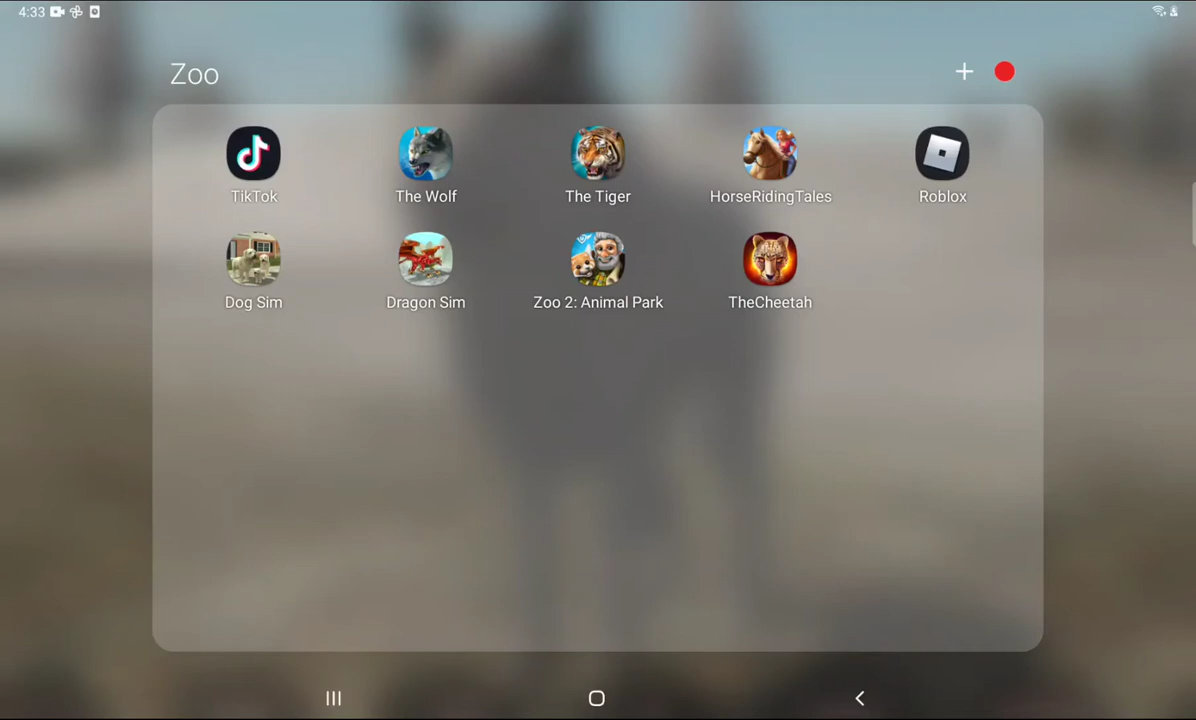 4:33
Zoo
TikTok
The Wolf
The Tiger
HorseRidingTales
Roblox
Dog Sim
Dragon Sim
Zoo 2: Animal Park
TheCheetah